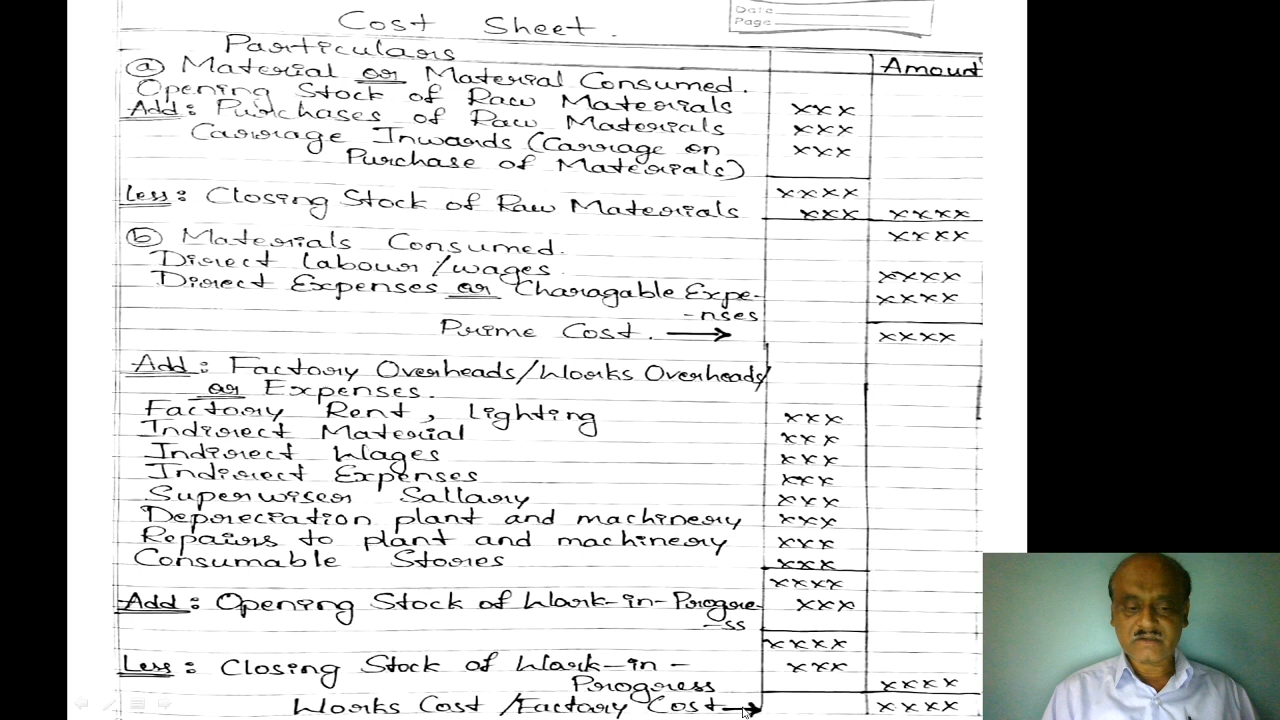 Cost Sheet.
Date
Page
Particulars
Amount
ⓐ Material or Material Consumed.
Opening Stock of Raw Materials xxx
Add: Purchases of Raw Materials xxx
Carrage Inwards (Carrage on xxx
Purchase of Materials)
xxxx
Less: Closing Stock of Raw Materials xxx xxxx
xxxx
ⓑ Materials Consumed.
Direct Labour/wages. xxxx
Direct Expenses or Charagable Expe- xxxx
-nses
Prime Cost. → xxxx
Add: Factory Overheads/Works Overheads/
or Expenses.
Factory Rent, Lighting xxx
Indirect Material xxx
Indirect Wages xxx
Indirect Expenses xxx
Superwiser Sallary xxx
Depreciation plant and machinery xxx
Repairs to plant and machinery xxx
Consumable Stores xxx
xxxx
Add: Opening Stock of Work-in-Progre- xxx
-ss
xxxx
Less: Closing Stock of Work-in- xxx
Progress xxxx
Works Cost/Factory Cost→ xxxx